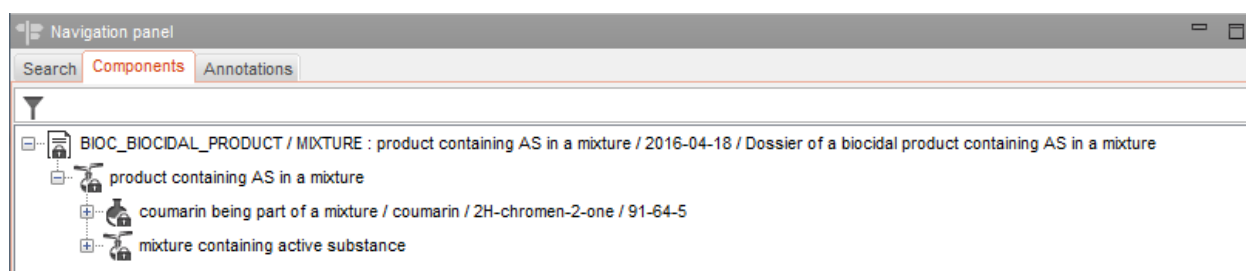 Navigation panel
Search Components Annotations
BIOC_BIOCIDAL_PRODUCT / MIXTURE : product containing AS in a mixture / 2016-04-18 / Dossier of a biocidal product containing AS in a mixture
product containing AS in a mixture
coumarin being part of a mixture / coumarin / 2H-chromen-2-one / 91-64-5
mixture containing active substance